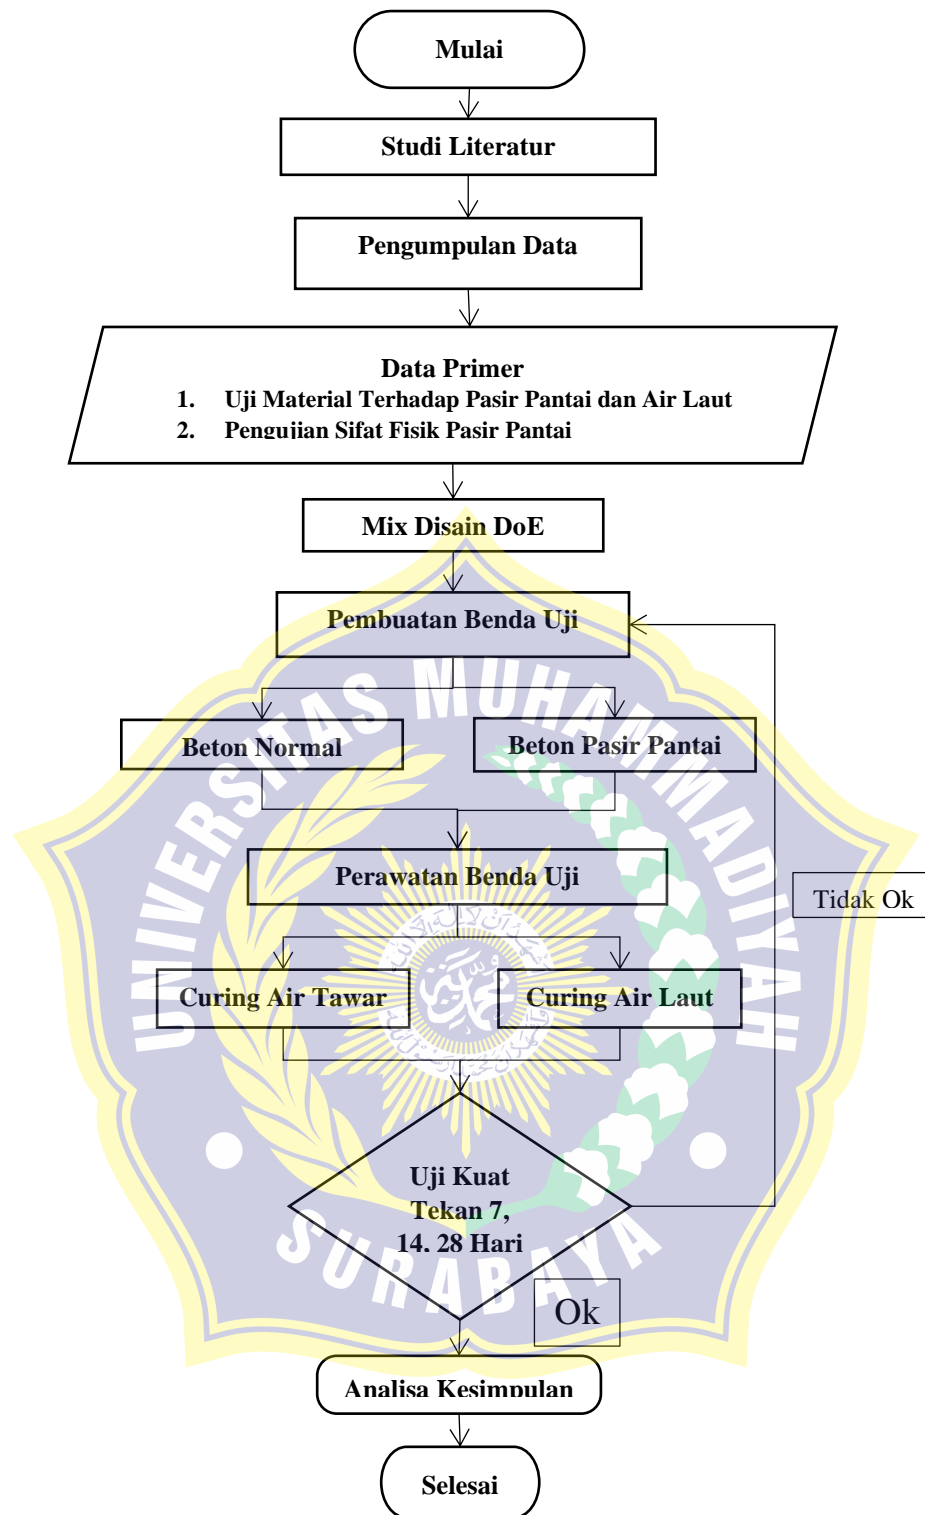 Mulai
Studi Literatur
Pengumpulan Data
Data Primer
1. Uji Material Terhadap Pasir Pantai dan Air Laut
2. Pengujian Sifat Fisik Pasir Pantai
Mix Disain DoE
Pembuatan Benda Uji
UNIVERSITAS MUHAMMADIYAH
Beton Normal
Beton Pasir Pantai
Perawatan Benda Uji
Tidak Ok
Curing Air Tawar
Curing Air Laut
Uji Kuat
Tekan 7,
14, 28 Hari
SURABAYA
Ok
Analisa Kesimpulan
Selesai